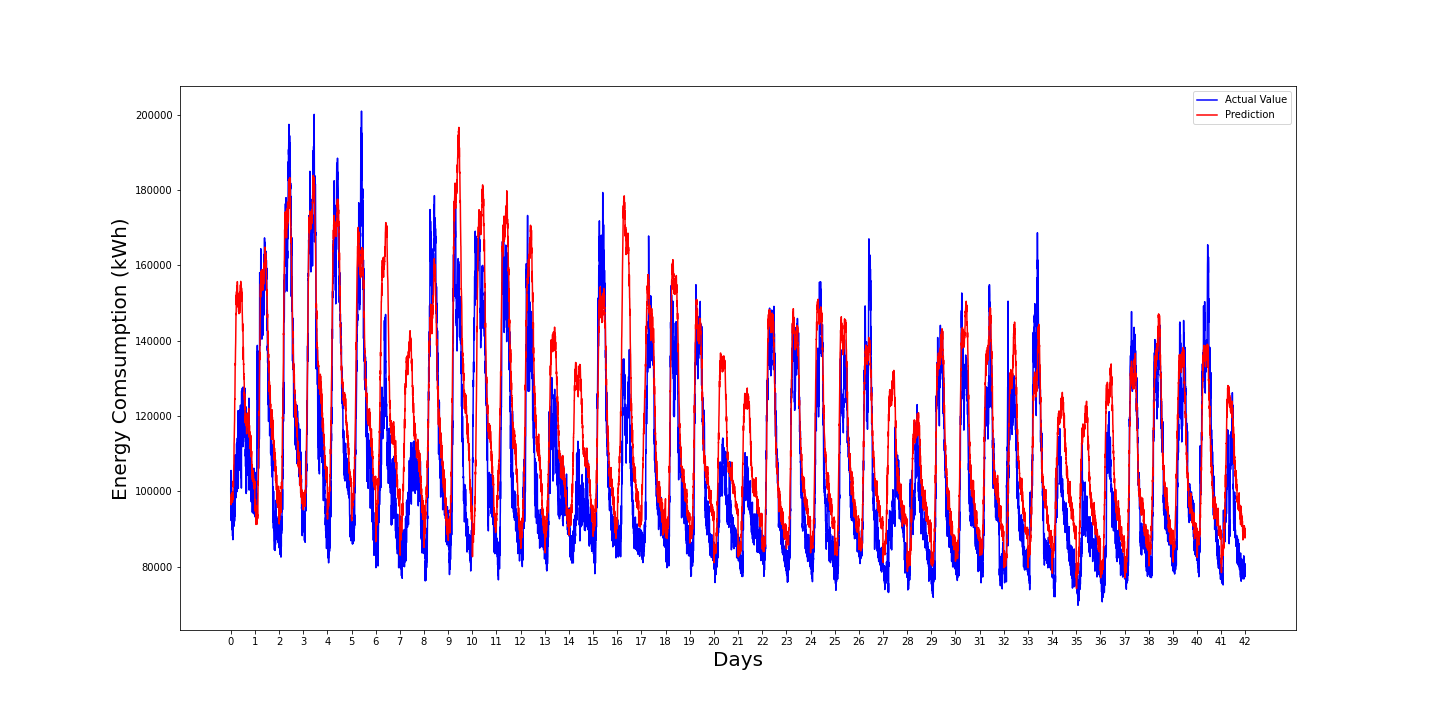 Actual Value
Prediction
200000
180000
160000
140000
120000
100000
80000
Energy Comsumption (kWh)
0 1 2 3 4 5 6 7 8 9 10 11 12 13 14 15 16 17 18 19 20 21 22 23 24 25 26 27 28 29 30 31 32 33 34 35 36 37 38 39 40 41 42
Days